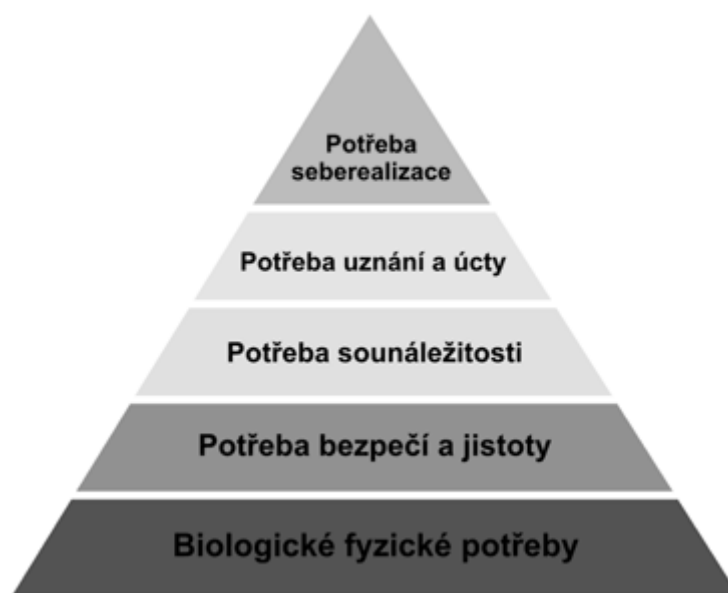 Potřeba
seberealizace
Potřeba uznání a úcty
Potřeba sounáležitosti
Potřeba bezpečí a jistoty
Biologické fyzické potřeby